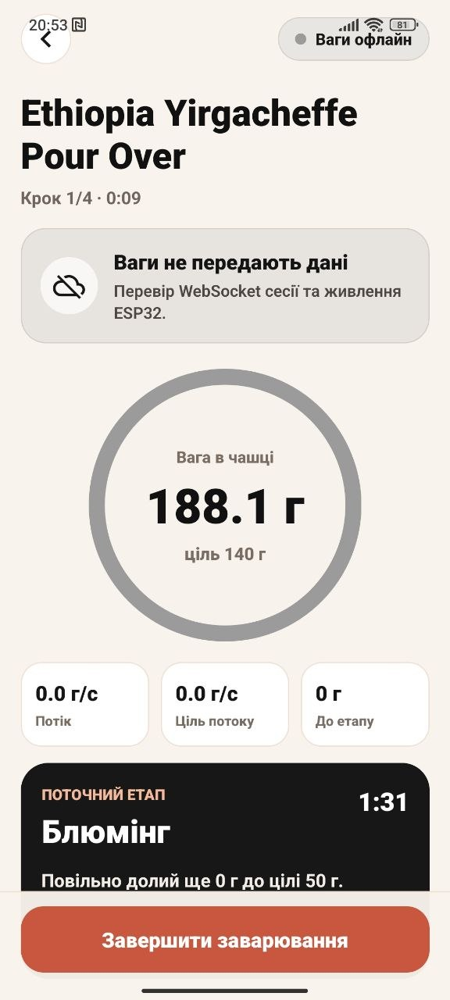 20:53
81
Ваги офлайн
Ethiopia Yirgacheffe
Pour Over
Крок 1/4 · 0:09
Ваги не передають дані
Перевір WebSocket сесії та живлення
ESP32.
Вага в чашці
188.1 г
ціль 140 г
0.0 г/с
Потік
0.0 г/с
Ціль потоку
0 г
До етапу
ПОТОЧНИЙ ЕТАП
1:31
Блюмінг
Повільно долий ще 0 г до цілі 50 г.
Завершити заварювання